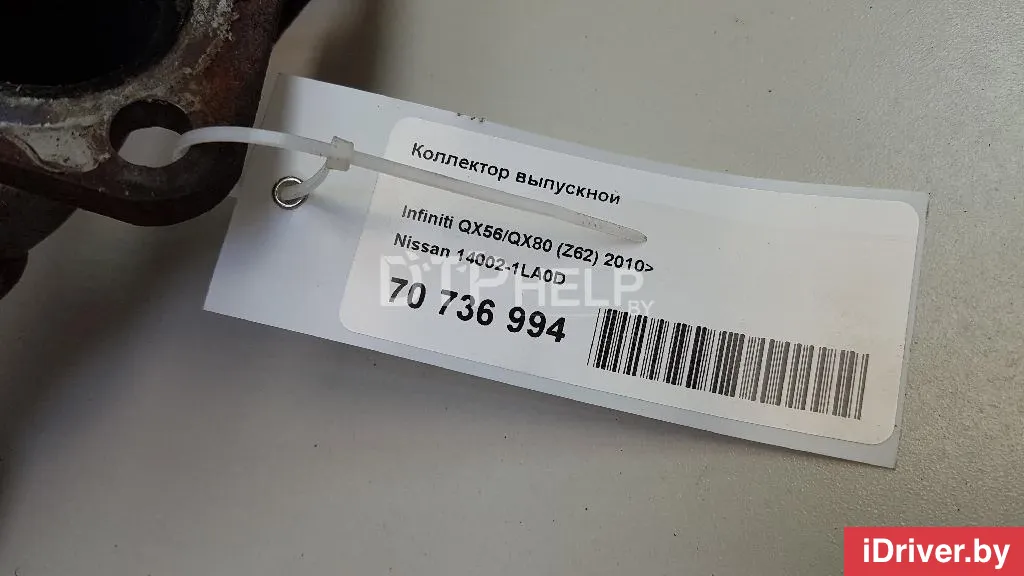 Коллектор выпускной
Infiniti QX56/QX80 (Z62) 2010>
Nissan 14002-1LA0D
DTPHELP
.BY
70 736 994
iDriver.by